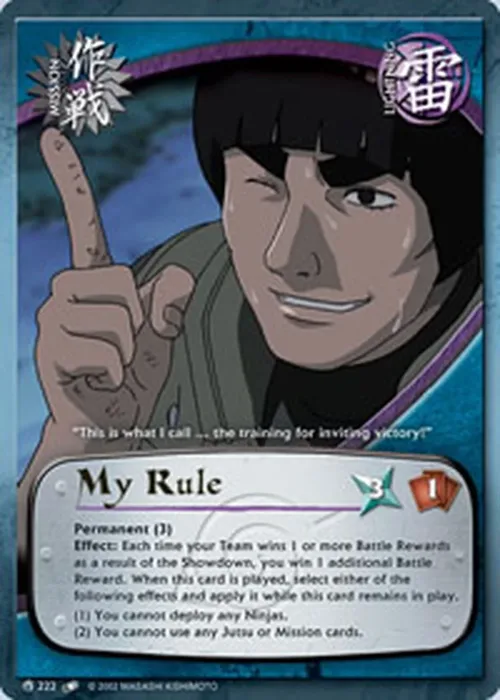 作戦
MISSION
雷
LIGHTNING
"This is what I call ... the training for inviting victory!"
My Rule
3
1
Permanent (3)
Effect: Each time your Team wins 1 or more Battle Rewards
as a result of the Showdown, you win 1 additional Battle
Reward. When this card is played, select either of the
following effects and apply it while this card remains in play.
(1) You cannot deploy any Ninjas.
(2) You cannot use any Jutsu or Mission cards.
222
© 2002 MASASHI KISHIMOTO